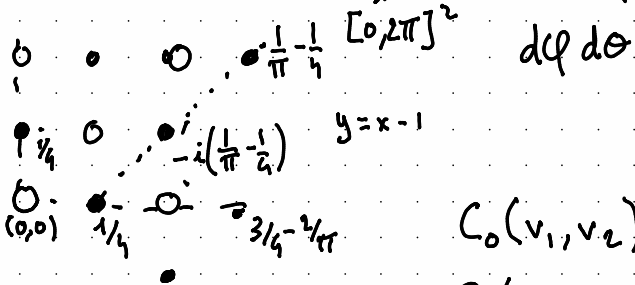 1/π - 1/4 [0,2π]² dφ dθ
i/4 -i(1/π - 1/4) y = x - 1
(0,0) 1/4 3/4 - 2/π C₀(v₁, v₂)